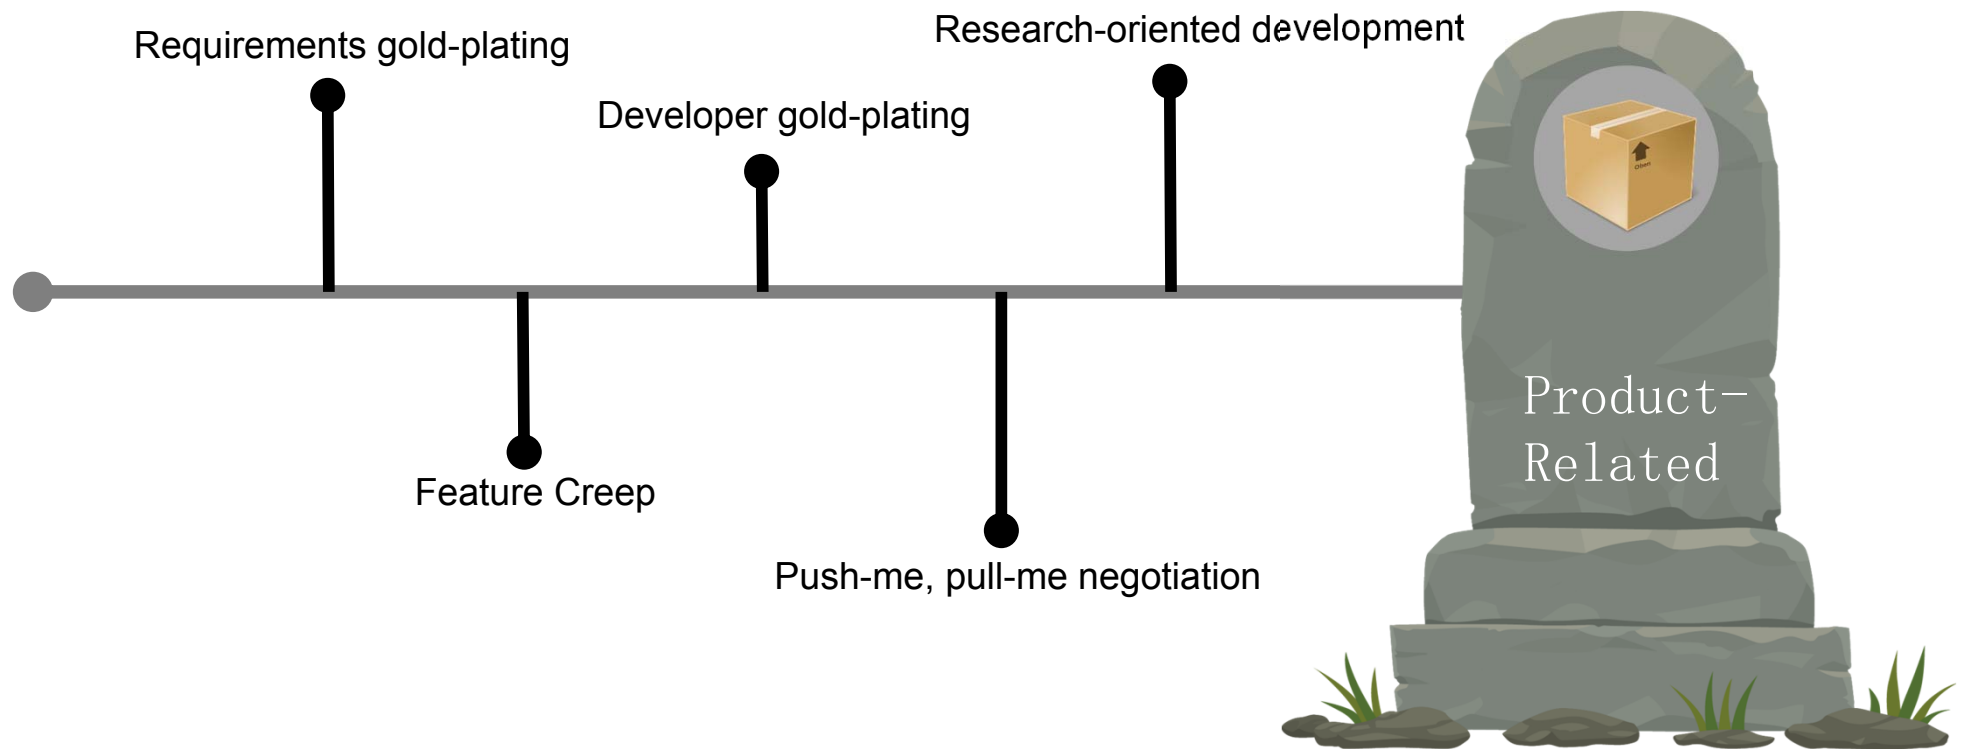 Requirements gold-plating
Research-oriented development
Developer gold-plating
Feature Creep
Push-me, pull-me negotiation
Product-
Related